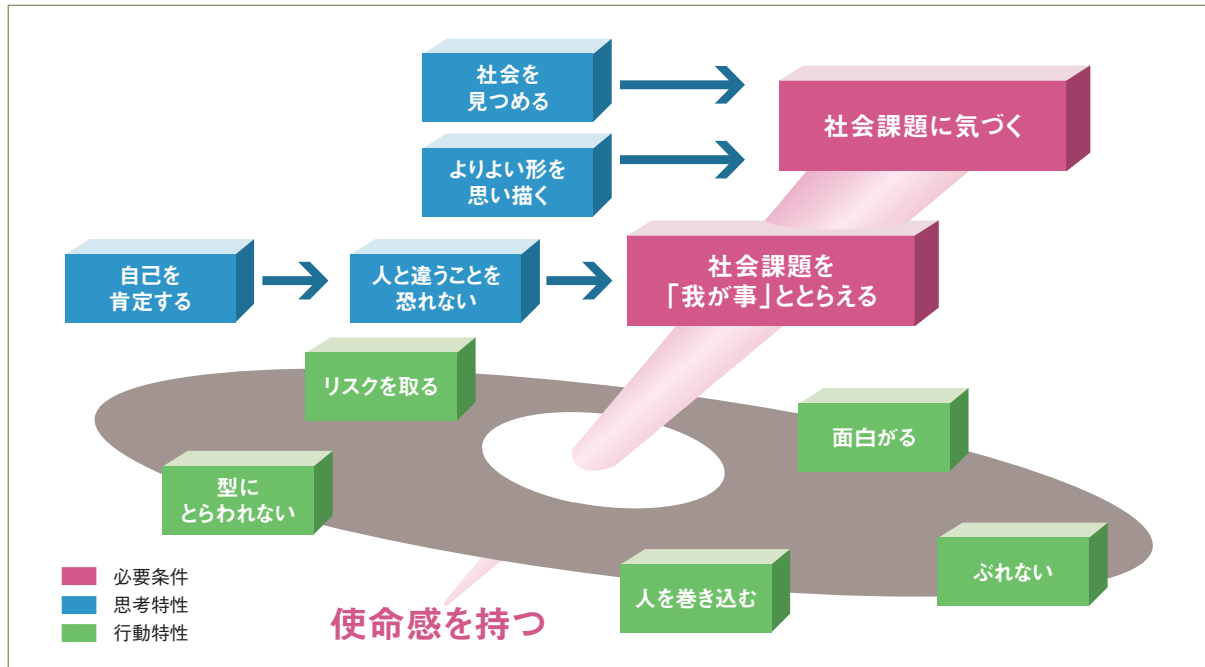 社会を
見つめる
社会課題に気づく
よりよい形を
思い描く
自己を
肯定する
人と違うことを
恐れない
社会課題を
「我が事」ととらえる
リスクを取る
面白がる
型に
とらわれない
ぶれない
人を巻き込む
使命感を持つ
必要条件
思考特性
行動特性